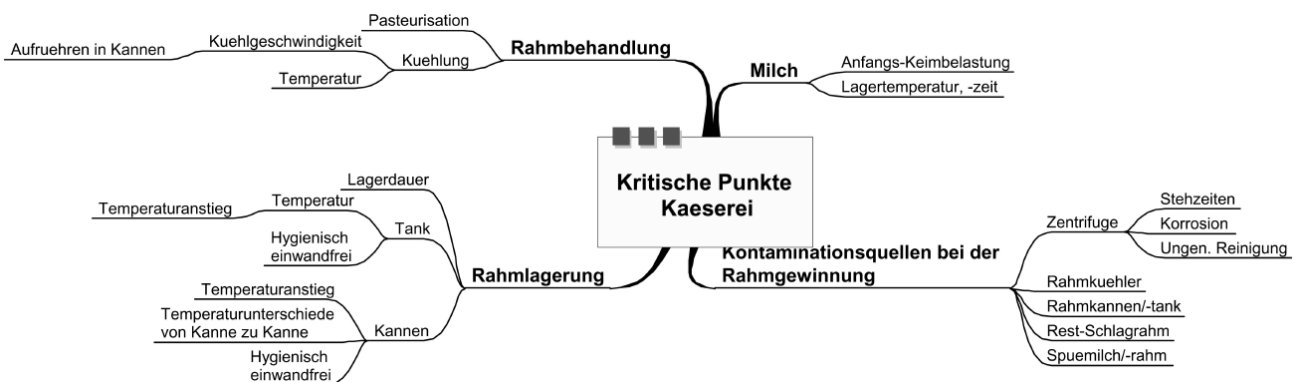 Kritische Punkte
Kaeserei
Rahmbehandlung
Pasteurisation
Kuehlung
Kuehlgeschwindigkeit
Aufruehren in Kannen
Temperatur
Milch
Anfangs-Keimbelastung
Lagertemperatur, -zeit
Rahmlagerung
Lagerdauer
Tank
Temperatur
Temperaturanstieg
Hygienisch
einwandfrei
Kannen
Temperaturanstieg
Temperaturunterschiede
von Kanne zu Kanne
Hygienisch
einwandfrei
Kontaminationsquellen bei der
Rahmgewinnung
Zentrifuge
Stehzeiten
Korrosion
Ungen. Reinigung
Rahmkuehler
Rahmkannen/-tank
Rest-Schlagrahm
Spuemilch/-rahm